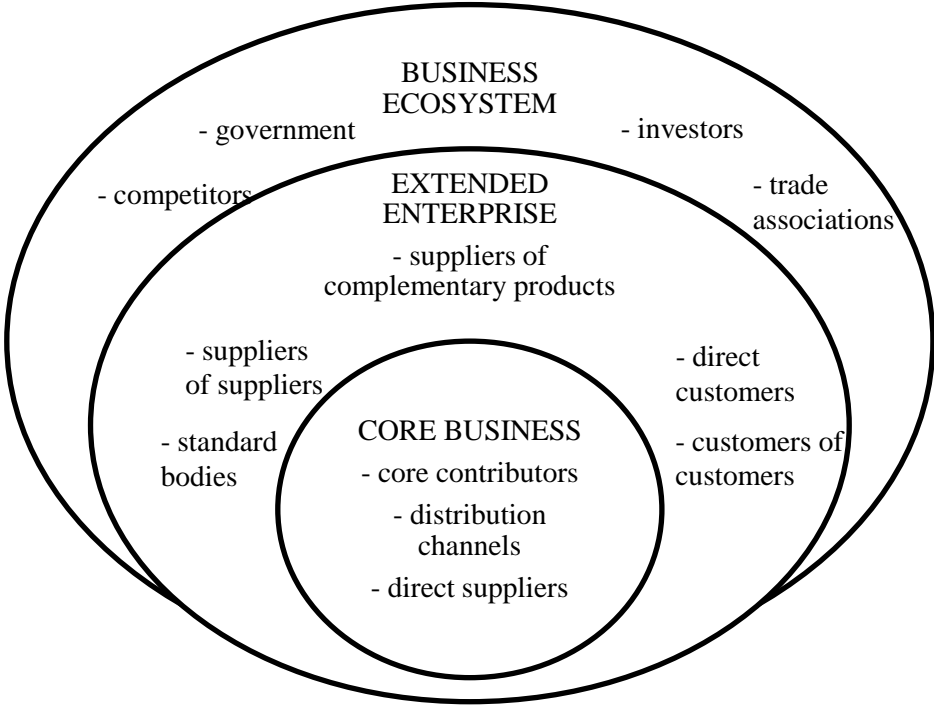 BUSINESS
ECOSYSTEM
- government
- investors
- competitors
- trade
associations
EXTENDED
ENTERPRISE
- suppliers of
complementary products
- suppliers
of suppliers
- direct
customers
- standard
bodies
- customers of
customers
CORE BUSINESS
- core contributors
- distribution
channels
- direct suppliers